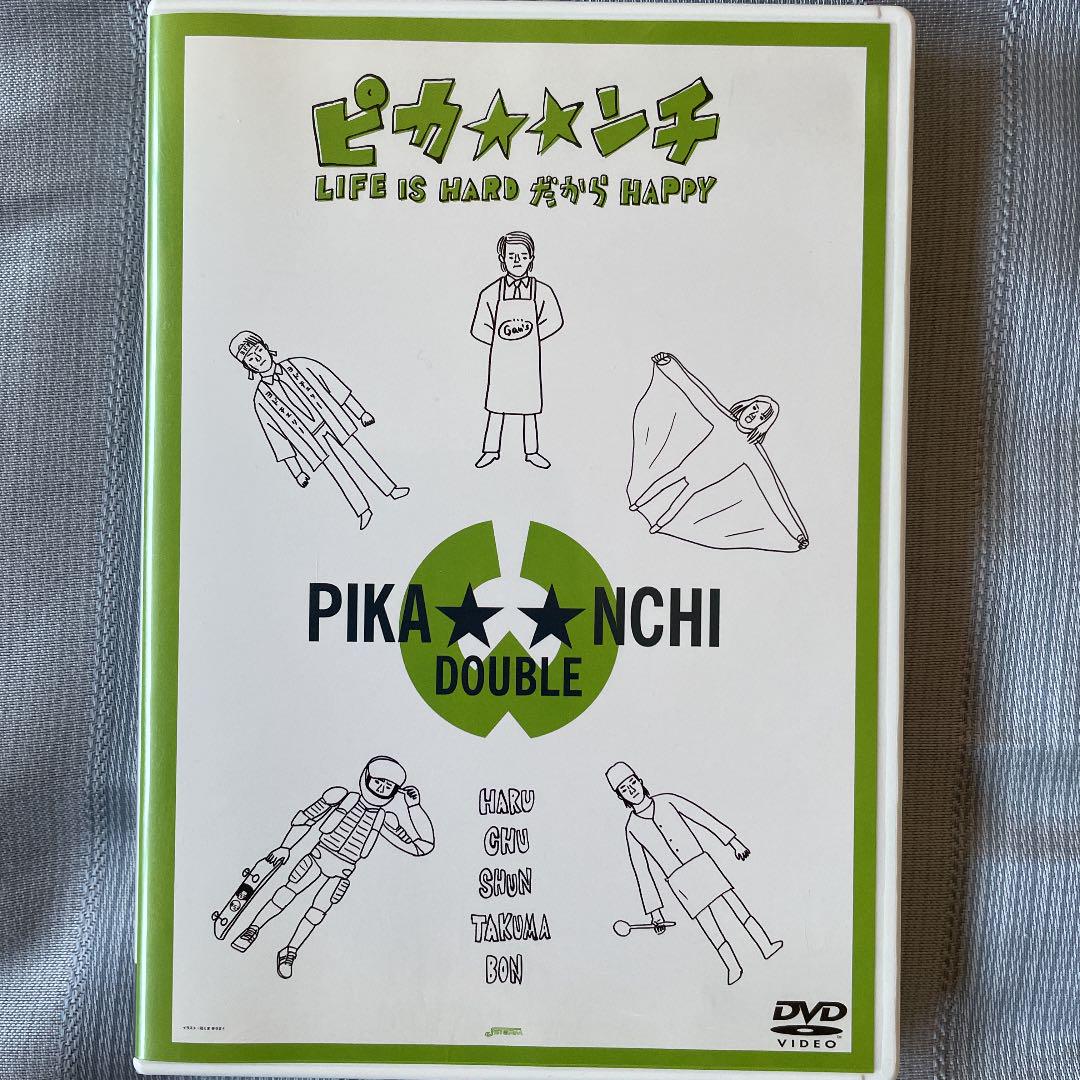 ピカ★★ンチ
LIFE IS HARD だから HAPPY
Gan's
PIKA★★NCHI
DOUBLE
HARU
CHU
SHUN
TAKUMA
BON
DVD
VIDEO